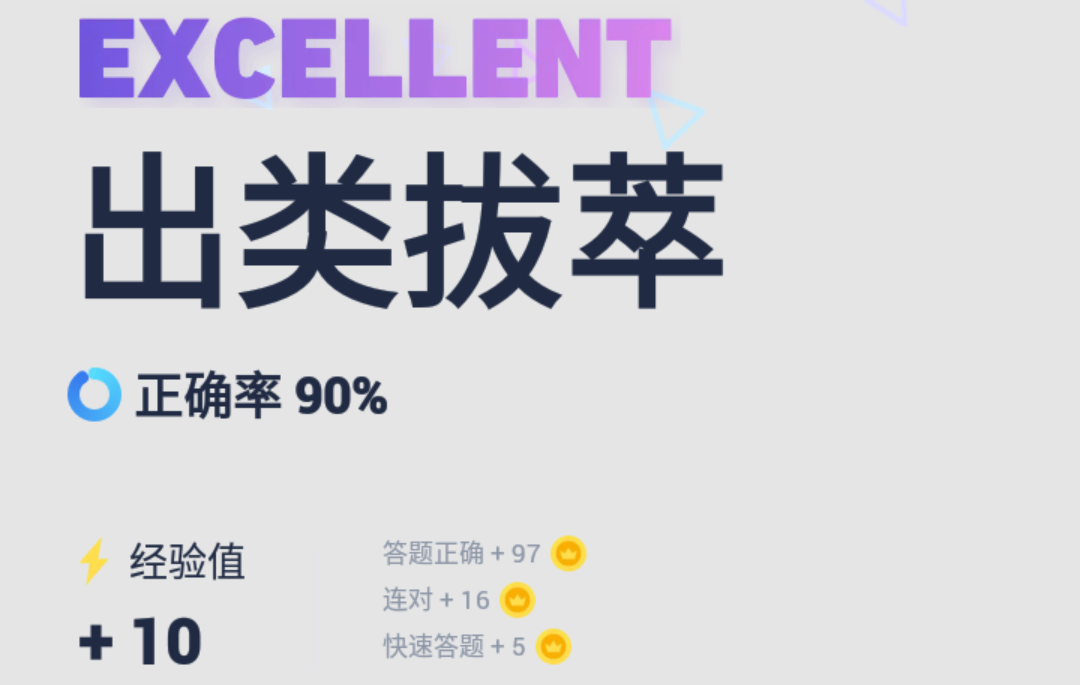 EXCELLENT
出类拔萃
正确率 90%
经验值
+ 10
答题正确 + 97
连对 + 16
快速答题 + 5